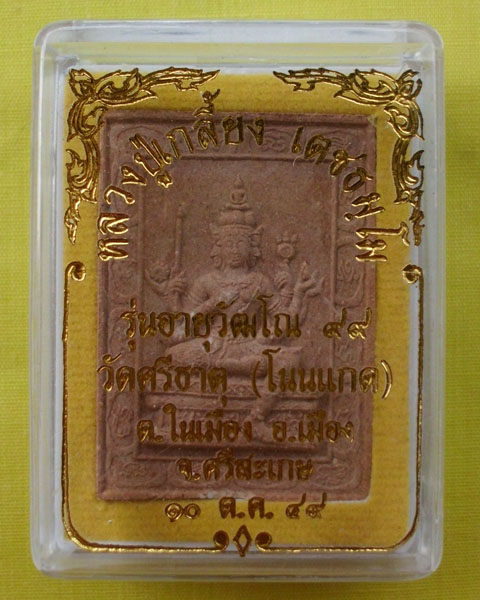 หลวงปู่เกลี้ยง เตชธมฺโม
รุ่นอายุวัฒโณ ๙๙
วัดศรีธาตุ (โนนแกด)
ต.ในเมือง อ.เมือง
จ.ศรีสะเกษ
๑๐ ต.ค. ๔๙